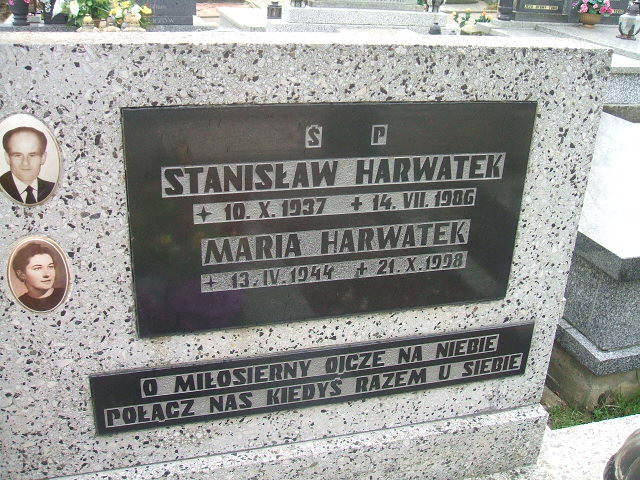 Ś P
STANISŁAW HARWATEK
✦ 10. X. 1937 + 14. VII. 1986
MARIA HARWATEK
+ 13. IV. 1944 + 21. X. 1998
O MIŁOSIERNY OJCZE NA NIEBIE
POŁĄCZ NAS KIEDYŚ RAZEM U SIEBIE